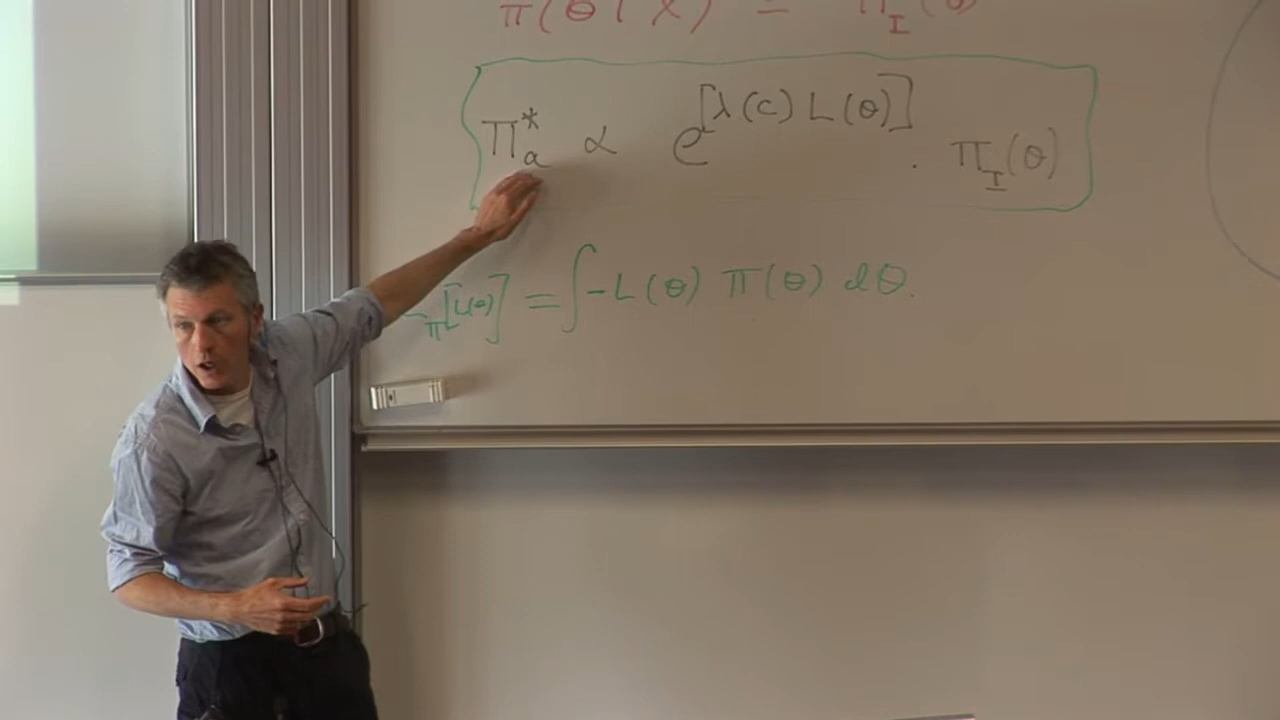 π(θ|x) = π_I(θ)
Π*_a ∝ e^[λ(c) L(θ)] . π_I(θ)
π[L(θ)] = ∫-L(θ) π(θ) dθ.